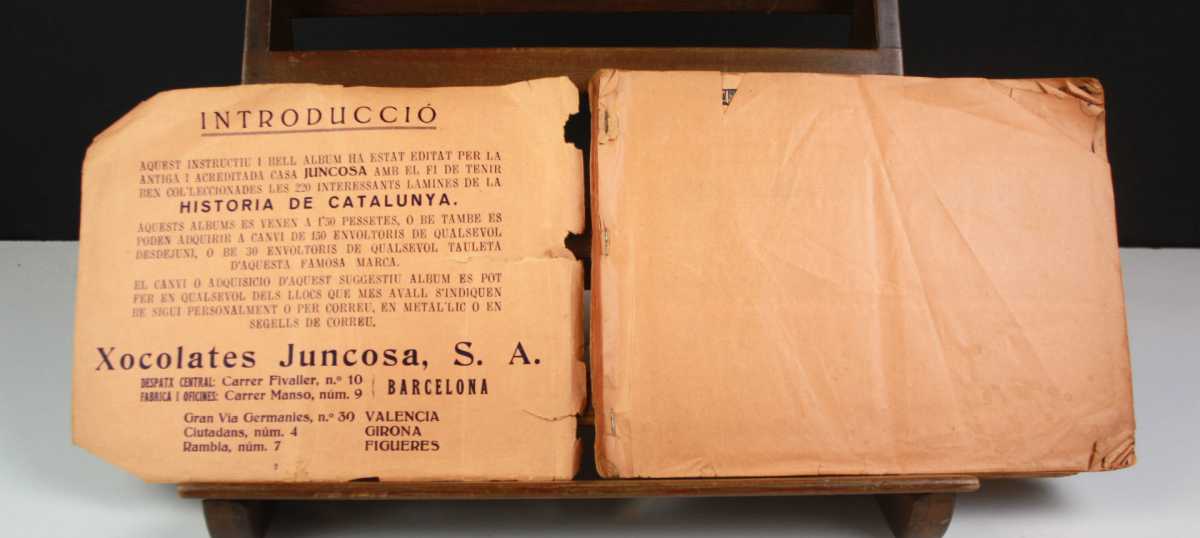 INTRODUCCIÓ
AQUEST INSTRUCTIU I BELL ALBUM HA ESTAT EDITAT PER LA
ANTIGA I ACREDITADA CASA JUNCOSA AMB EL FI DE TENIR
BEN COL'LECCIONADES LES 220 INTERESSANTS LAMINES DE LA
HISTORIA DE CATALUNYA.
AQUESTS ALBUMS ES VENEN A 1'50 PESSETES, O BE TAMBE ES
PODEN ADQUIRIR A CANVI DE 150 ENVOLTORIS DE QUALSEVOL
DESDEJUNI, O BE 30 ENVOLTORIS DE QUALSEVOL TAULETA
D'AQUESTA FAMOSA MARCA.
EL CANVI O ADQUISICIO D'AQUEST SUGGESTIU ALBUM ES POT
FER EN QUALSEVOL DELS LLOCS QUE MES AVALL S'INDIQUEN
BE SIGUI PERSONALMENT O PER CORREU, EN METAL'LIC O EN
SEGELLS DE CORREU.
Xocolates Juncosa, S. A.
DESPATX CENTRAL: Carrer Fivaller, n.º 10
FABRICA I OFICINES: Carrer Manso, núm. 9
BARCELONA
Gran Via Germanies, n.º 30 VALENCIA
Ciutadans, núm. 4 GIRONA
Rambla, núm. 7 FIGUERES